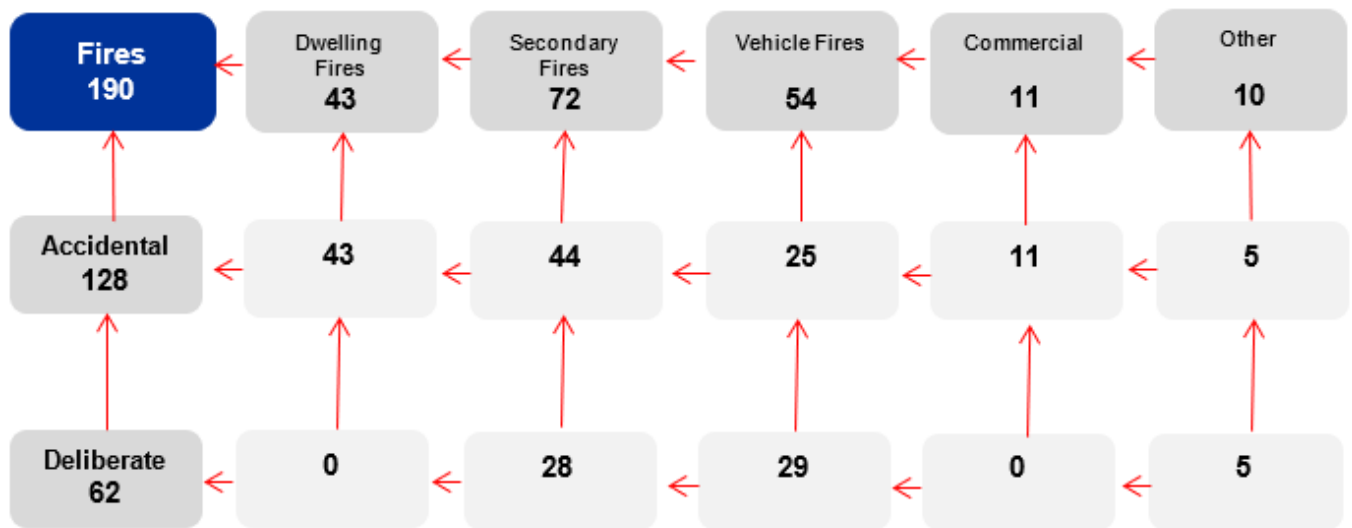 Fires
190
Dwelling
Fires
43
Secondary
Fires
72
Vehicle Fires
54
Commercial
11
Other
10
Accidental
128
43
44
25
11
5
Deliberate
62
0
28
29
0
5